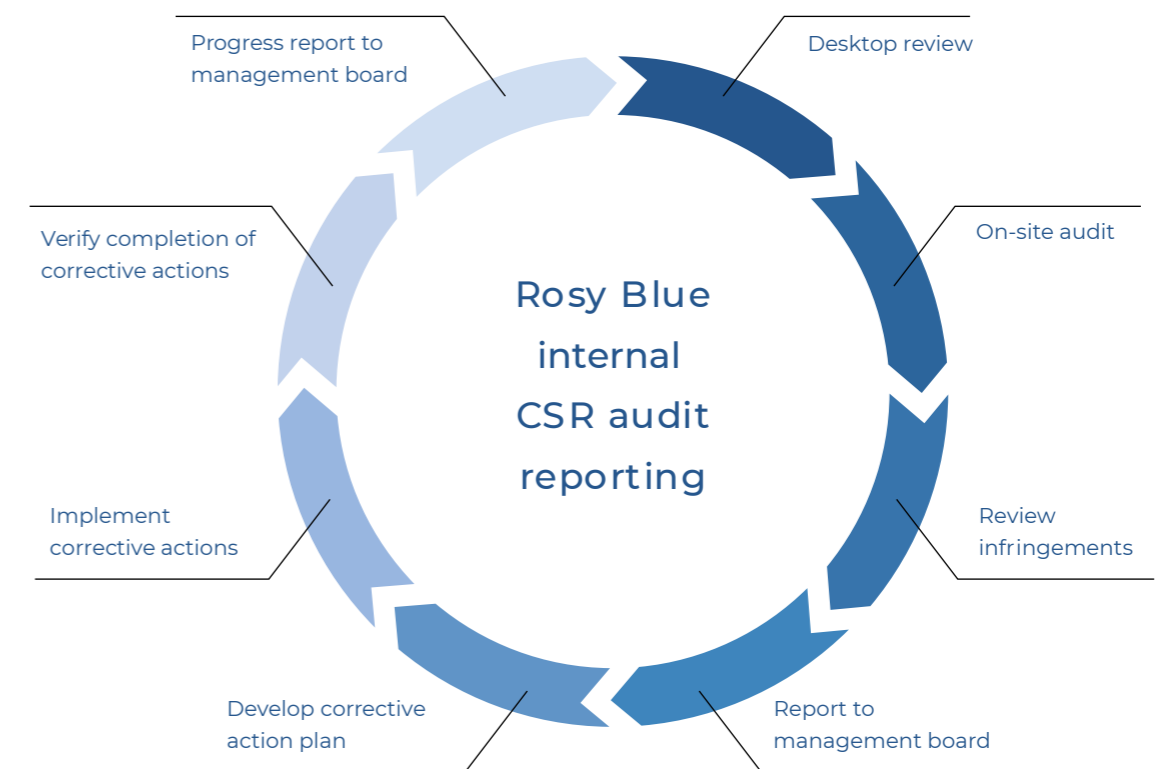 Progress report to
management board
Desktop review
Verify completion of
corrective actions
On-site audit
Rosy Blue
internal
CSR audit
reporting
Implement
corrective actions
Review
infringements
Develop corrective
action plan
Report to
management board